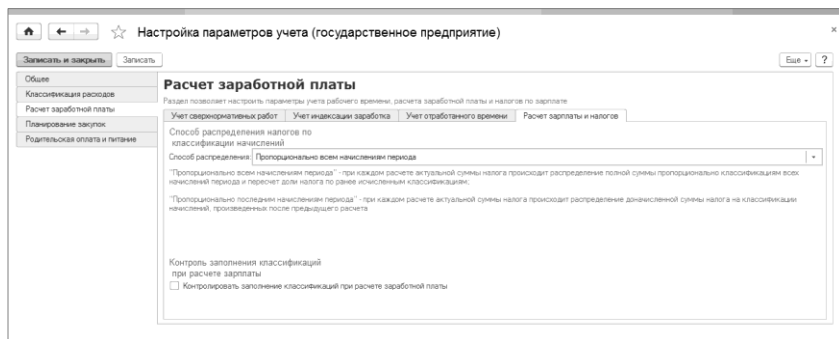 Настройка параметров учета (государственное предприятие)
Записать и закрыть
Записать
Еще
?
Общее
Классификация расходов
Расчет заработной платы
Планирование закупок
Родительская оплата и питание
Расчет заработной платы
Раздел позволяет настроить параметры учета рабочего времени, расчета заработной платы и налогов по зарплате
Учет сверхнормативных работ
Учет индексации заработка
Учет отработанного времени
Расчет зарплаты и налогов
Способ распределения налогов по
классификации начислений
Способ распределения: Пропорционально всем начислениям периода
"Пропорционально всем начислениям периода" - при каждом расчете актуальной суммы налога происходит распределение полной суммы пропорционально классификациям всех
начислений периода и пересчет доли налога по ранее исчисленным классификациям;
"Пропорционально последним начислениям периода" - при каждом расчете актуальной суммы налога происходит распределение доначисленной суммы налога на классификации
начислений, произведенных после предыдущего расчета
Контроль заполнения классификаций
при расчете зарплаты
Контролировать заполнение классификаций при расчете заработной платы